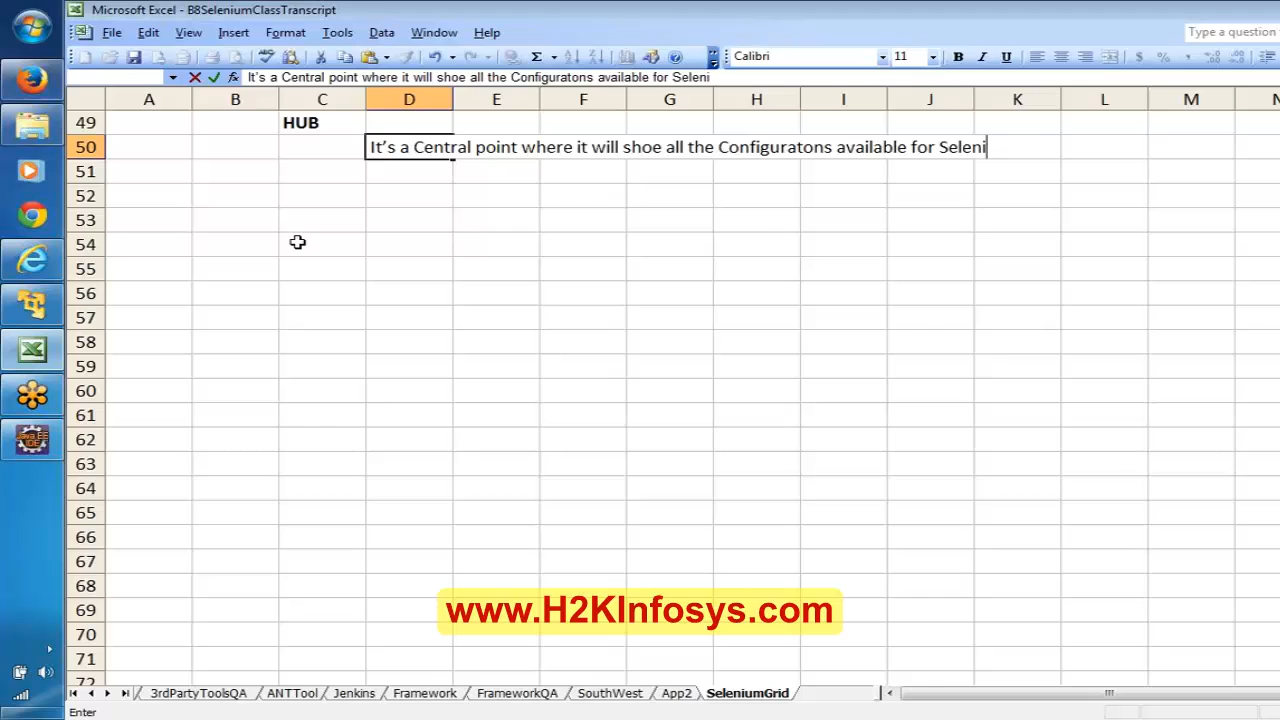 Microsoft Excel - B8SeleniumClassTranscript
File Edit View Insert Format Tools Data Window Help
Type a question
Calibri 11 B I U $ %
fx It's a Central point where it will shoe all the Configuratons available for Seleni
A B C D E F G H I J K L M N
49 HUB
50 It's a Central point where it will shoe all the Configuratons available for Seleni
51
52
53
54
55
56
57
58
59
60
61
62
63
64
65
66
67
68
69
www.H2KInfosys.com
70
71
72
3rdPartyToolsQA ANTTool Jenkins Framework FrameworkQA SouthWest App2 SeleniumGrid
Enter